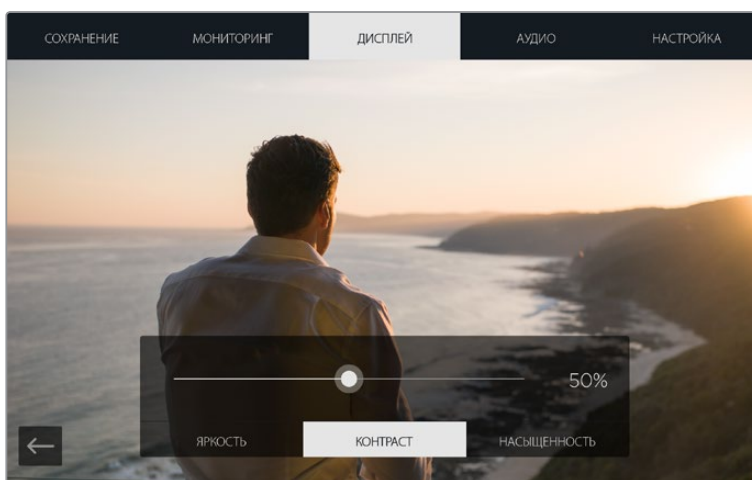 СОХРАНЕНИЕ МОНИТОРИНГ ДИСПЛЕЙ АУДИО НАСТРОЙКА
50%
ЯРКОСТЬ КОНТРАСТ НАСЫЩЕННОСТЬ